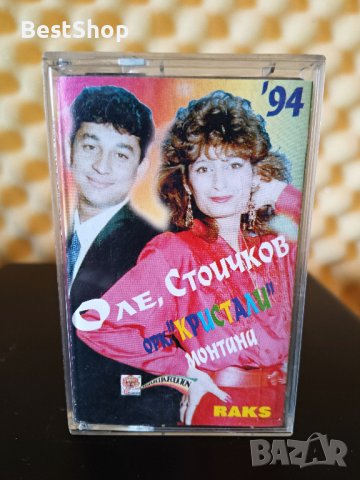 BestShop
'94
Оле, Стоичков
орк. "КРИСТАЛИ"
МОНТАНА
RAKS
BAZAR